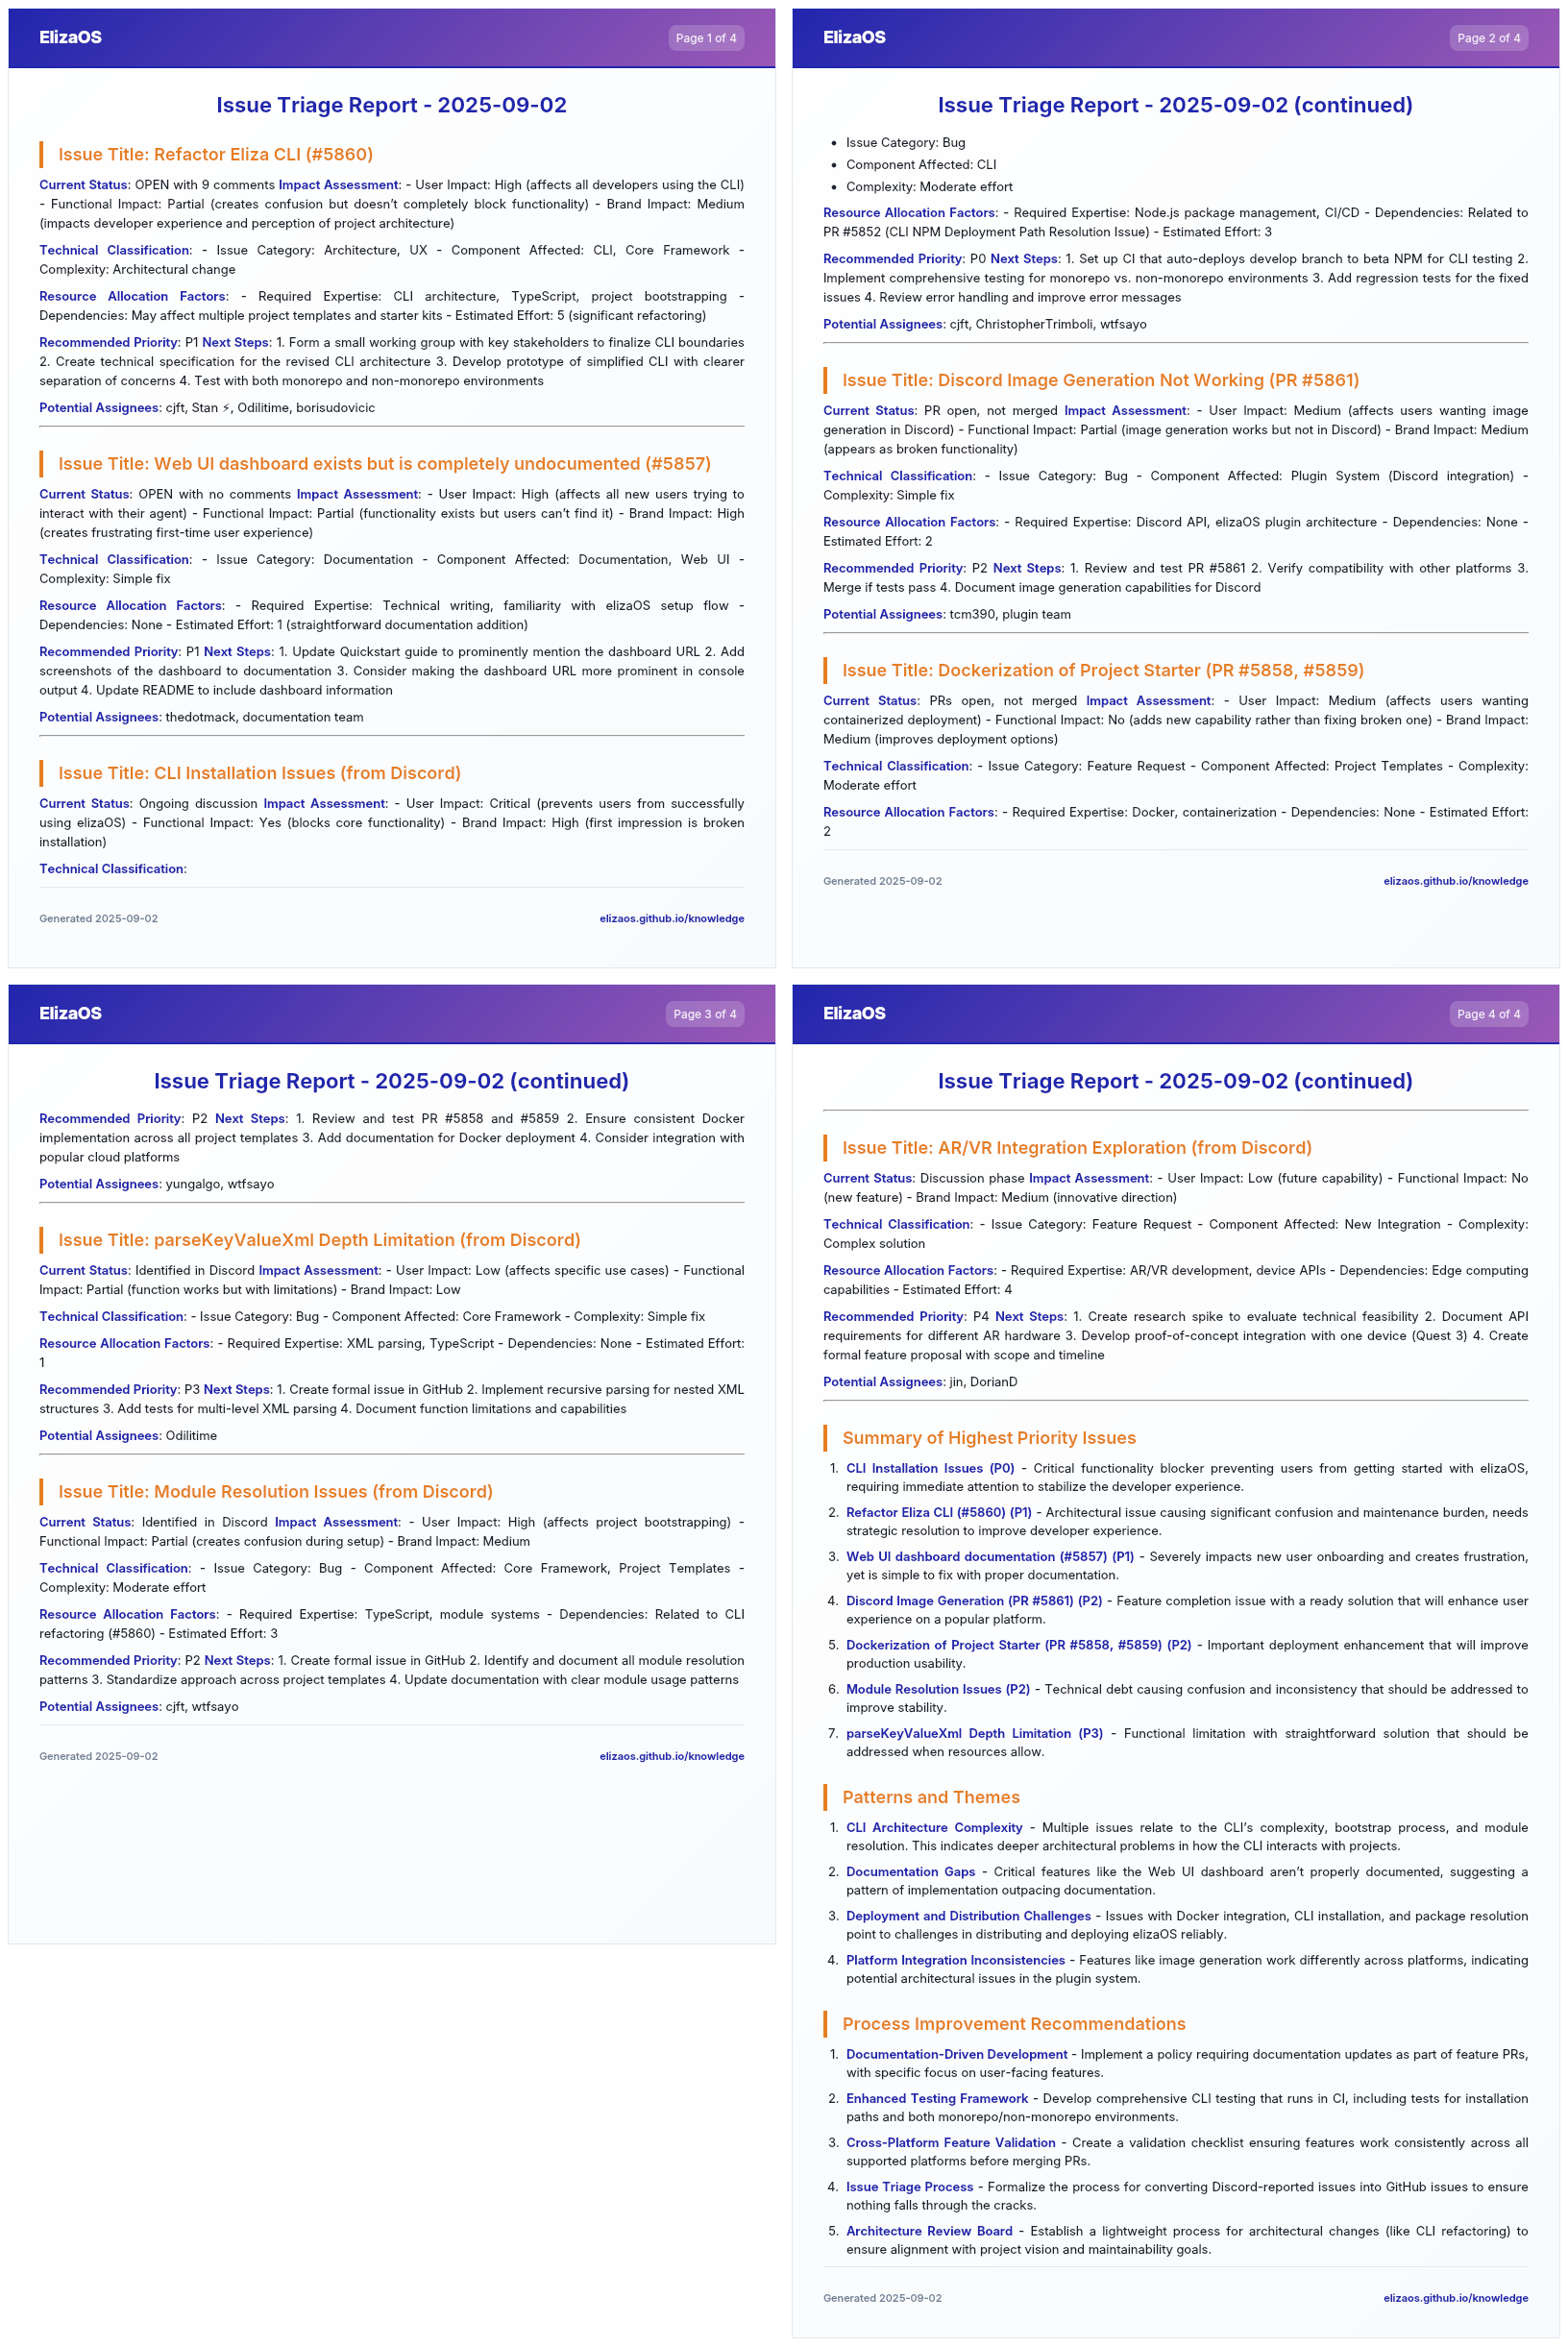 ElizaOS
Page 1 of 4
Issue Triage Report - 2025-09-02
Issue Title: Refactor Eliza CLI (#5860)
Current Status: OPEN with 9 comments Impact Assessment: - User Impact: High (affects all developers using the CLI)
- Functional Impact: Partial (creates confusion but doesn't completely block functionality) - Brand Impact: Medium
(impacts developer experience and perception of project architecture)
Technical Classification: - Issue Category: Architecture, UX - Component Affected: CLI, Core Framework -
Complexity: Architectural change
Resource Allocation Factors: - Required Expertise: CLI architecture, TypeScript, project bootstrapping -
Dependencies: May affect multiple project templates and starter kits - Estimated Effort: 5 (significant refactoring)
Recommended Priority: P1 Next Steps: 1. Form a small working group with key stakeholders to finalize CLI boundaries
2. Create technical specification for the revised CLI architecture 3. Develop prototype of simplified CLI with clearer
separation of concerns 4. Test with both monorepo and non-monorepo environments
Potential Assignees: cjft, Stan ⚡, Odilitime, borisudovicic
Issue Title: Web UI dashboard exists but is completely undocumented (#5857)
Current Status: OPEN with no comments Impact Assessment: - User Impact: High (affects all new users trying to
interact with their agent) - Functional Impact: Partial (functionality exists but users can't find it) - Brand Impact: High
(creates frustrating first-time user experience)
Technical Classification: - Issue Category: Documentation - Component Affected: Documentation, Web UI -
Complexity: Simple fix
Resource Allocation Factors: - Required Expertise: Technical writing, familiarity with elizaOS setup flow -
Dependencies: None - Estimated Effort: 1 (straightforward documentation addition)
Recommended Priority: P1 Next Steps: 1. Update Quickstart guide to prominently mention the dashboard URL 2. Add
screenshots of the dashboard to documentation 3. Consider making the dashboard URL more prominent in console
output 4. Update README to include dashboard information
Potential Assignees: thedotmack, documentation team
Issue Title: CLI Installation Issues (from Discord)
Current Status: Ongoing discussion Impact Assessment: - User Impact: Critical (prevents users from successfully
using elizaOS) - Functional Impact: Yes (blocks core functionality) - Brand Impact: High (first impression is broken
installation)
Technical Classification:
Generated 2025-09-02
elizaos.github.io/knowledge
ElizaOS
Page 2 of 4
Issue Triage Report - 2025-09-02 (continued)
• Issue Category: Bug
• Component Affected: CLI
• Complexity: Moderate effort
Resource Allocation Factors: - Required Expertise: Node.js package management, CI/CD - Dependencies: Related to
PR #5852 (CLI NPM Deployment Path Resolution Issue) - Estimated Effort: 3
Recommended Priority: P0 Next Steps: 1. Set up CI that auto-deploys develop branch to beta NPM for CLI testing 2.
Implement comprehensive testing for monorepo vs. non-monorepo environments 3. Add regression tests for the fixed
issues 4. Review error handling and improve error messages
Potential Assignees: cjft, ChristopherTrimboli, wtfsayo
Issue Title: Discord Image Generation Not Working (PR #5861)
Current Status: PR open, not merged Impact Assessment: - User Impact: Medium (affects users wanting image
generation in Discord) - Functional Impact: Partial (image generation works but not in Discord) - Brand Impact: Medium
(appears as broken functionality)
Technical Classification: - Issue Category: Bug - Component Affected: Plugin System (Discord integration) -
Complexity: Simple fix
Resource Allocation Factors: - Required Expertise: Discord API, elizaOS plugin architecture - Dependencies: None -
Estimated Effort: 2
Recommended Priority: P2 Next Steps: 1. Review and test PR #5861 2. Verify compatibility with other platforms 3.
Merge if tests pass 4. Document image generation capabilities for Discord
Potential Assignees: tcm390, plugin team
Issue Title: Dockerization of Project Starter (PR #5858, #5859)
Current Status: PRs open, not merged Impact Assessment: - User Impact: Medium (affects users wanting
containerized deployment) - Functional Impact: No (adds new capability rather than fixing broken one) - Brand Impact:
Medium (improves deployment options)
Technical Classification: - Issue Category: Feature Request - Component Affected: Project Templates - Complexity:
Moderate effort
Resource Allocation Factors: - Required Expertise: Docker, containerization - Dependencies: None - Estimated Effort:
2
Generated 2025-09-02
elizaos.github.io/knowledge
ElizaOS
Page 3 of 4
Issue Triage Report - 2025-09-02 (continued)
Recommended Priority: P2 Next Steps: 1. Review and test PR #5858 and #5859 2. Ensure consistent Docker
implementation across all project templates 3. Add documentation for Docker deployment 4. Consider integration with
popular cloud platforms
Potential Assignees: yungalgo, wtfsayo
Issue Title: parseKeyValueXml Depth Limitation (from Discord)
Current Status: Identified in Discord Impact Assessment: - User Impact: Low (affects specific use cases) - Functional
Impact: Partial (function works but with limitations) - Brand Impact: Low
Technical Classification: - Issue Category: Bug - Component Affected: Core Framework - Complexity: Simple fix
Resource Allocation Factors: - Required Expertise: XML parsing, TypeScript - Dependencies: None - Estimated Effort:
1
Recommended Priority: P3 Next Steps: 1. Create formal issue in GitHub 2. Implement recursive parsing for nested XML
structures 3. Add tests for multi-level XML parsing 4. Document function limitations and capabilities
Potential Assignees: Odilitime
Issue Title: Module Resolution Issues (from Discord)
Current Status: Identified in Discord Impact Assessment: - User Impact: High (affects project bootstrapping) -
Functional Impact: Partial (creates confusion during setup) - Brand Impact: Medium
Technical Classification: - Issue Category: Bug - Component Affected: Core Framework, Project Templates -
Complexity: Moderate effort
Resource Allocation Factors: - Required Expertise: TypeScript, module systems - Dependencies: Related to CLI
refactoring (#5860) - Estimated Effort: 3
Recommended Priority: P2 Next Steps: 1. Create formal issue in GitHub 2. Identify and document all module resolution
patterns 3. Standardize approach across project templates 4. Update documentation with clear module usage patterns
Potential Assignees: cjft, wtfsayo
Generated 2025-09-02
elizaos.github.io/knowledge
ElizaOS
Page 4 of 4
Issue Triage Report - 2025-09-02 (continued)
Issue Title: AR/VR Integration Exploration (from Discord)
Current Status: Discussion phase Impact Assessment: - User Impact: Low (future capability) - Functional Impact: No
(new feature) - Brand Impact: Medium (innovative direction)
Technical Classification: - Issue Category: Feature Request - Component Affected: New Integration - Complexity:
Complex solution
Resource Allocation Factors: - Required Expertise: AR/VR development, device APIs - Dependencies: Edge computing
capabilities - Estimated Effort: 4
Recommended Priority: P4 Next Steps: 1. Create research spike to evaluate technical feasibility 2. Document API
requirements for different AR hardware 3. Develop proof-of-concept integration with one device (Quest 3) 4. Create
formal feature proposal with scope and timeline
Potential Assignees: jin, DorianD
Summary of Highest Priority Issues
1. CLI Installation Issues (P0) - Critical functionality blocker preventing users from getting started with elizaOS,
requiring immediate attention to stabilize the developer experience.
2. Refactor Eliza CLI (#5860) (P1) - Architectural issue causing significant confusion and maintenance burden, needs
strategic resolution to improve developer experience.
3. Web UI dashboard documentation (#5857) (P1) - Severely impacts new user onboarding and creates frustration,
yet is simple to fix with proper documentation.
4. Discord Image Generation (PR #5861) (P2) - Feature completion issue with a ready solution that will enhance user
experience on a popular platform.
5. Dockerization of Project Starter (PR #5858, #5859) (P2) - Important deployment enhancement that will improve
production usability.
6. Module Resolution Issues (P2) - Technical debt causing confusion and inconsistency that should be addressed to
improve stability.
7. parseKeyValueXml Depth Limitation (P3) - Functional limitation with straightforward solution that should be
addressed when resources allow.
Patterns and Themes
1. CLI Architecture Complexity - Multiple issues relate to the CLI's complexity, bootstrap process, and module
resolution. This indicates deeper architectural problems in how the CLI interacts with projects.
2. Documentation Gaps - Critical features like the Web UI dashboard aren't properly documented, suggesting a
pattern of implementation outpacing documentation.
3. Deployment and Distribution Challenges - Issues with Docker integration, CLI installation, and package resolution
point to challenges in distributing and deploying elizaOS reliably.
4. Platform Integration Inconsistencies - Features like image generation work differently across platforms, indicating
potential architectural issues in the plugin system.
Process Improvement Recommendations
1. Documentation-Driven Development - Implement a policy requiring documentation updates as part of feature PRs,
with specific focus on user-facing features.
2. Enhanced Testing Framework - Develop comprehensive CLI testing that runs in CI, including tests for installation
paths and both monorepo/non-monorepo environments.
3. Cross-Platform Feature Validation - Create a validation checklist ensuring features work consistently across all
supported platforms before merging PRs.
4. Issue Triage Process - Formalize the process for converting Discord-reported issues into GitHub issues to ensure
nothing falls through the cracks.
5. Architecture Review Board - Establish a lightweight process for architectural changes (like CLI refactoring) to
ensure alignment with project vision and maintainability goals.
Generated 2025-09-02
elizaos.github.io/knowledge